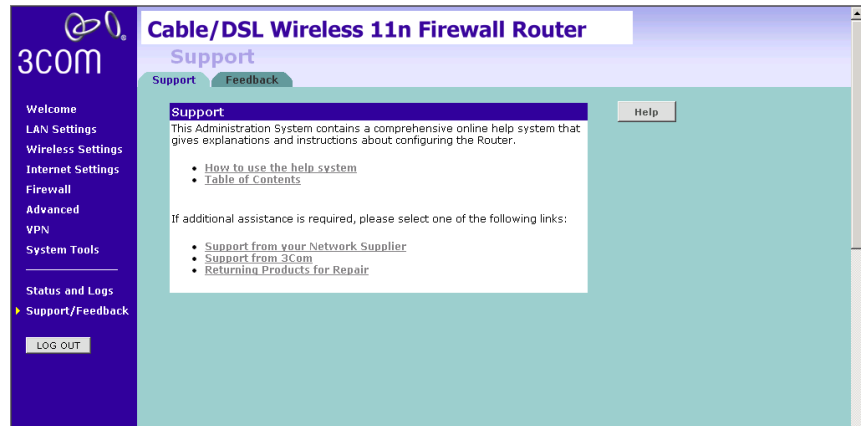 3COM
Cable/DSL Wireless 11n Firewall Router
Support
Support
Feedback
Welcome
LAN Settings
Wireless Settings
Internet Settings
Firewall
Advanced
VPN
System Tools
Status and Logs
Support/Feedback
LOG OUT
Support
This Administration System contains a comprehensive online help system that
gives explanations and instructions about configuring the Router.
How to use the help system
Table of Contents
If additional assistance is required, please select one of the following links:
Support from your Network Supplier
Support from 3Com
Returning Products for Repair
Help